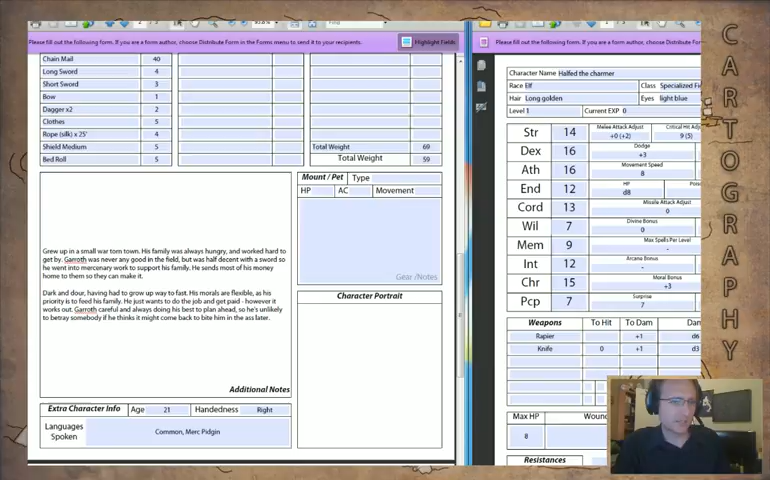 Please fill out the following form. If you are a form author, choose Distribute Form in the Forms menu to send it to your recipients.
Highlight Fields
Chain Mail 40
Long Sword 4
Short Sword 3
Bow 1
Dagger x2 2
Clothes 5
Rope (silk) x 25' 4
Shield Medium 5
Bed Roll 5
Total Weight 69
Total Weight 59
Mount / Pet Type
HP AC Movement
Gear /Notes
Grew up in a small war torn town. His family was always hungry, and worked hard to
get by. Garroth was never any good in the field, but was half decent with a sword so
he went into mercenary work to support his family. He sends most of his money
home to them so they can make it.
Dark and dour, having had to grow up way to fast. His morals are flexible, as his
priority is to feed his family. He just wants to do the job and get paid - however it
works out. Garroth careful and always doing his best to plan ahead, so he's unlikely
to betray somebody if he thinks it might come back to bite him in the ass later.
Additional Notes
Character Portrait
Extra Character Info Age 21 Handedness Right
Languages
Spoken
Common, Merc Pidgin
Please fill out the following form. If you are a form author, choose Distribute Form
Character Name Halfed the charmer
Race Elf Class Specialized Fi
Hair Long golden Eyes light blue
Level 1 Current EXP 0
Str 14 Melee Attack Adjust +0 (+2) Critical Hit Adj 9 (5)
Dex 16 Dodge +3
Ath 16 Movement Speed 8
End 12 HP d8
Cord 13 Missile Attack Adjust 0
Wil 7 Divine Bonus 0
Mem 9 Max Spells Per Level -
Int 12 Arcana Bonus -
Chr 15 Moral Bonus +3
Pcp 7 Surprise 7
Weapons To Hit To Dam Dam
Rapier +1 d6
Knife 0 +1 d3
Max HP Woun
8
Resistances
CARTOGRAPHY